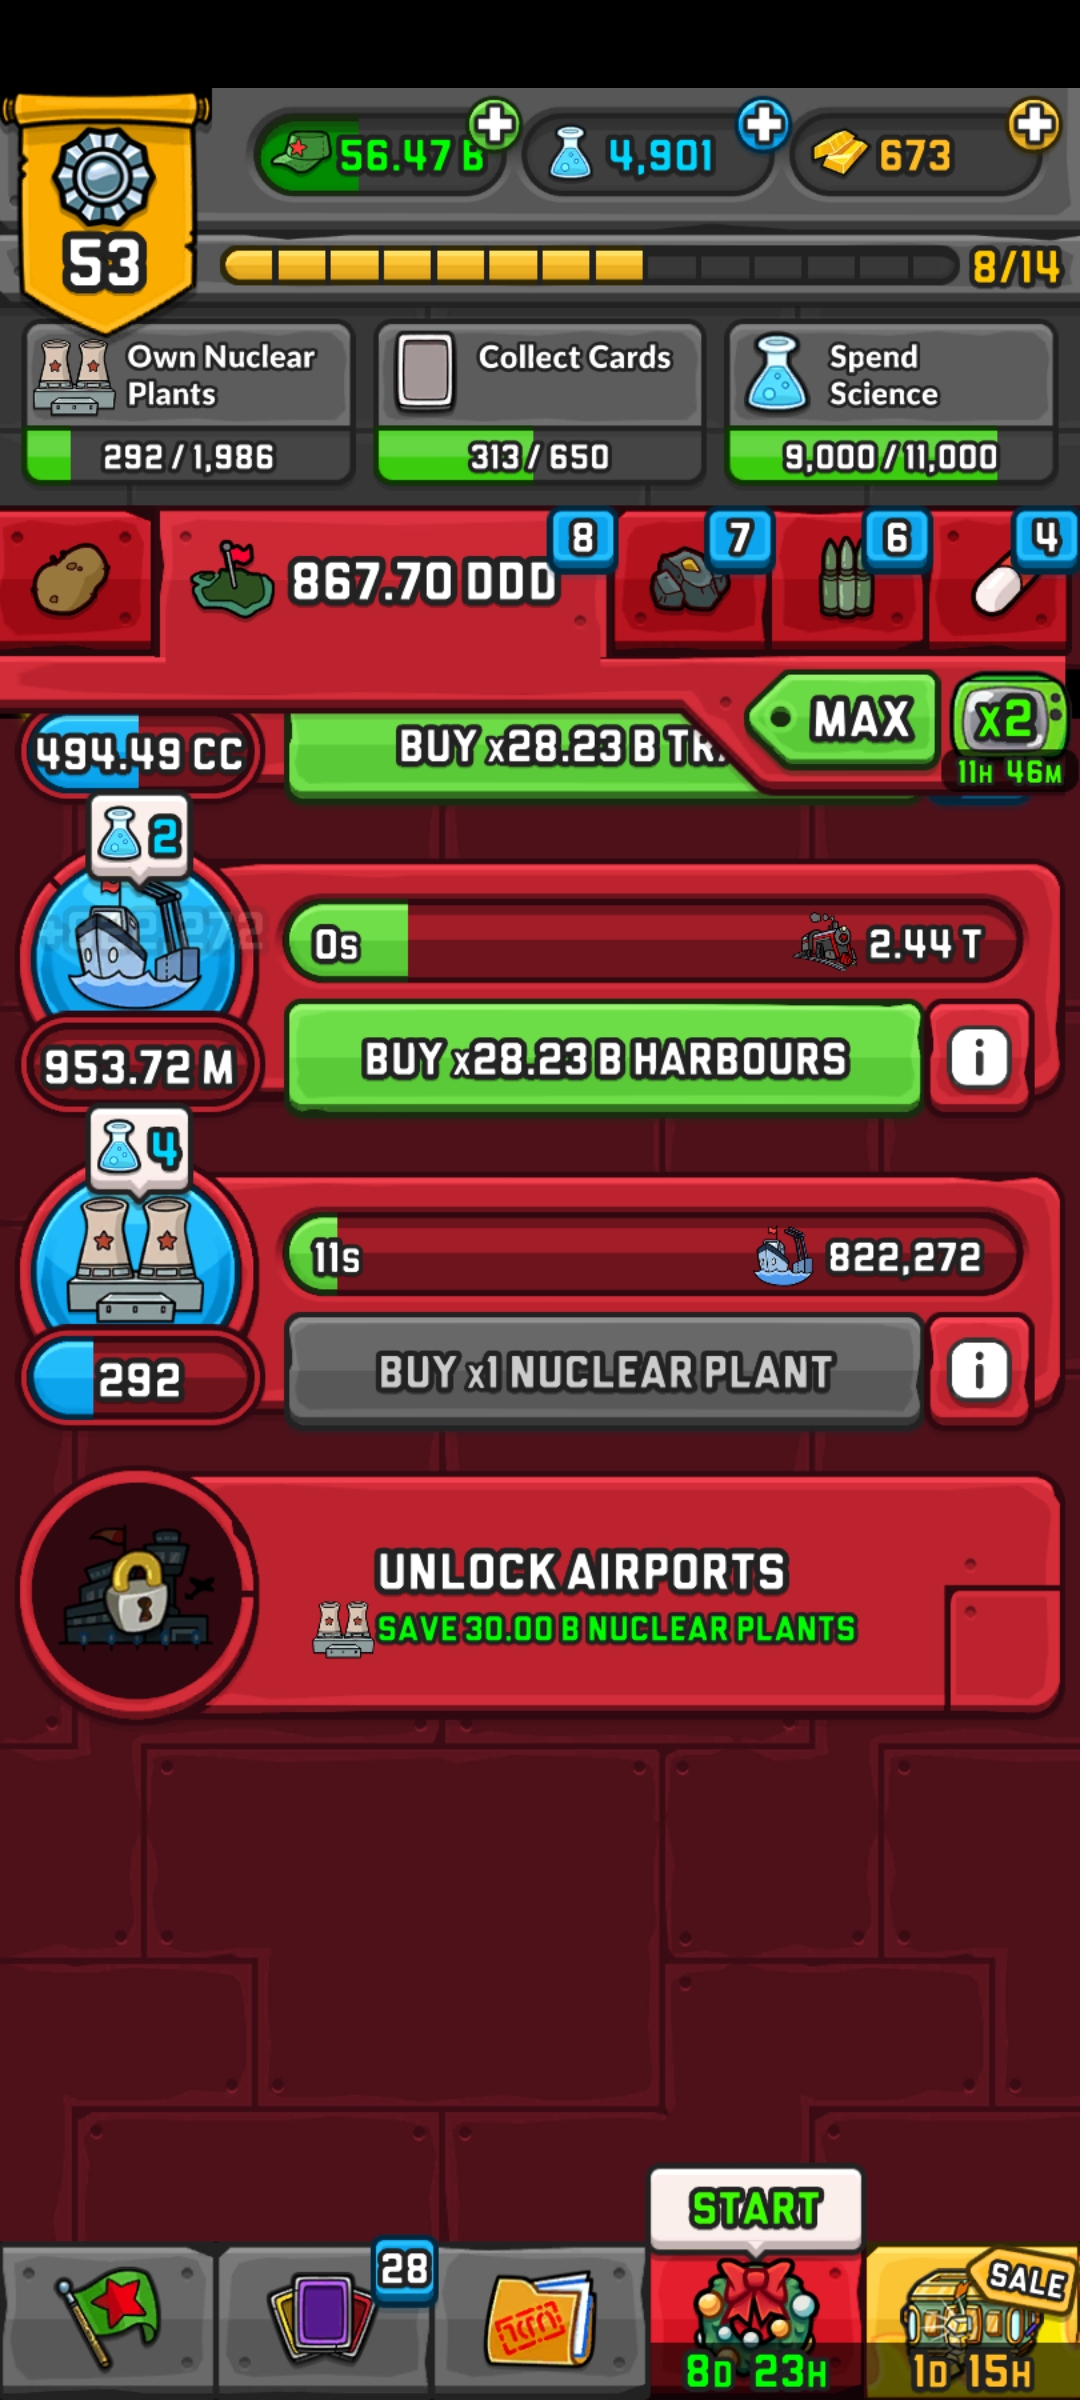 56.47 B
4,901
673
53
8/14
Own Nuclear
Plants
292/1,986
Collect Cards
313/650
Spend
Science
9,000/11,000
867.70 DDD
8
7
6
4
MAX
x2
11H 46M
494.49 CC
BUY x28.23 B
2
0s
2.44 T
953.72 M
BUY x28.23 B HARBOURS
i
4
11s
822,272
292
BUY x1 NUCLEAR PLANT
i
UNLOCK AIRPORTS
SAVE 30.00 B NUCLEAR PLANTS
START
28
SALE
8D 23H
1D 15H